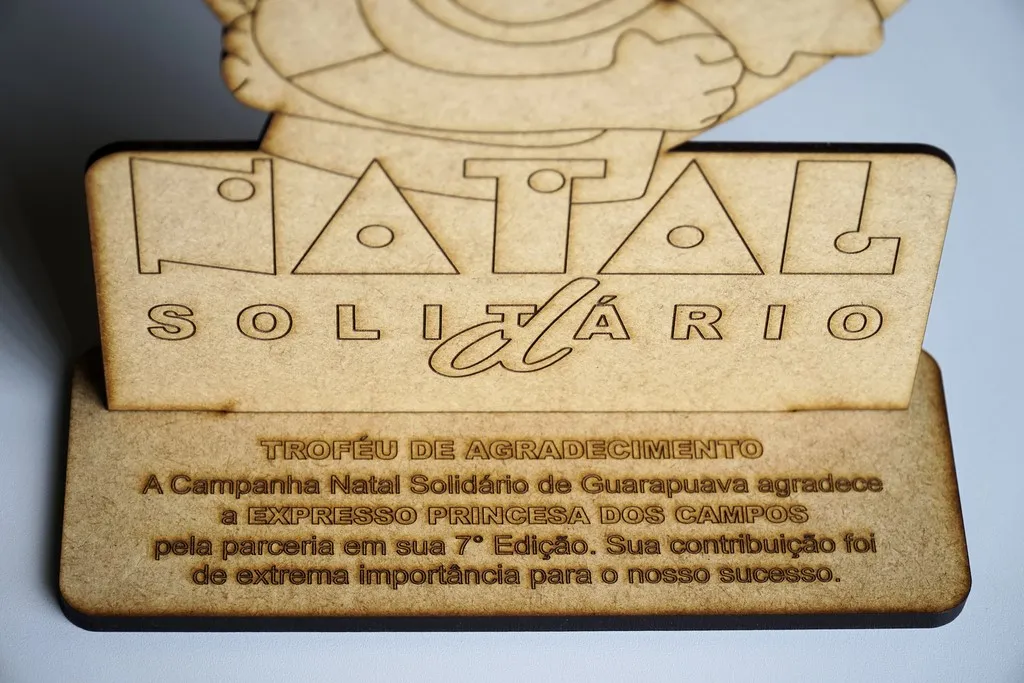 NATAL
SOLITÁRIO
d
TROFÉU DE AGRADECIMENTO
A Campanha Natal Solidário de Guarapuava agradece
a EXPRESSO PRINCESA DOS CAMPOS
pela parceria em sua 7° Edição. Sua contribuição foi
de extrema importância para o nosso sucesso.